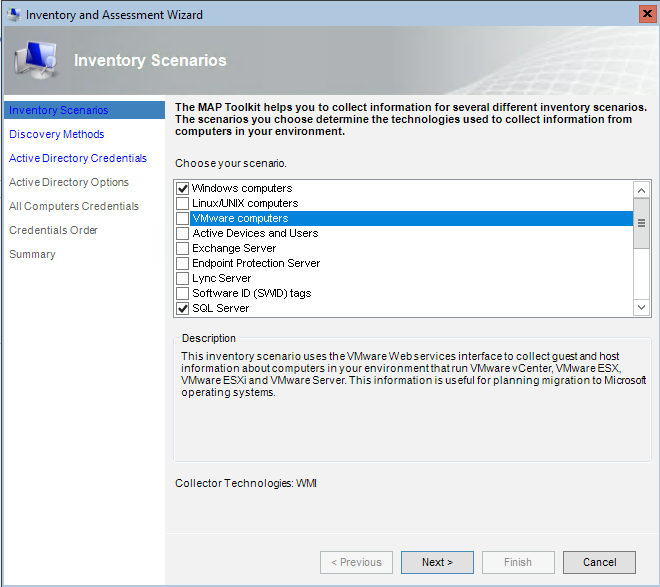 Inventory and Assessment Wizard
Inventory Scenarios
Inventory Scenarios
Discovery Methods
Active Directory Credentials
Active Directory Options
All Computers Credentials
Credentials Order
Summary
The MAP Toolkit helps you to collect information for several different inventory scenarios.
The scenarios you choose determine the technologies used to collect information from
computers in your environment.
Choose your scenario.
Windows computers
Linux/UNIX computers
VMware computers
Active Devices and Users
Exchange Server
Endpoint Protection Server
Lync Server
Software ID (SWID) tags
SQL Server
Description
This inventory scenario uses the VMware Web services interface to collect guest and host
information about computers in your environment that run VMware vCenter, VMware ESX,
VMware ESXi and VMware Server. This information is useful for planning migration to Microsoft
operating systems.
Collector Technologies: WMI
< Previous
Next >
Finish
Cancel